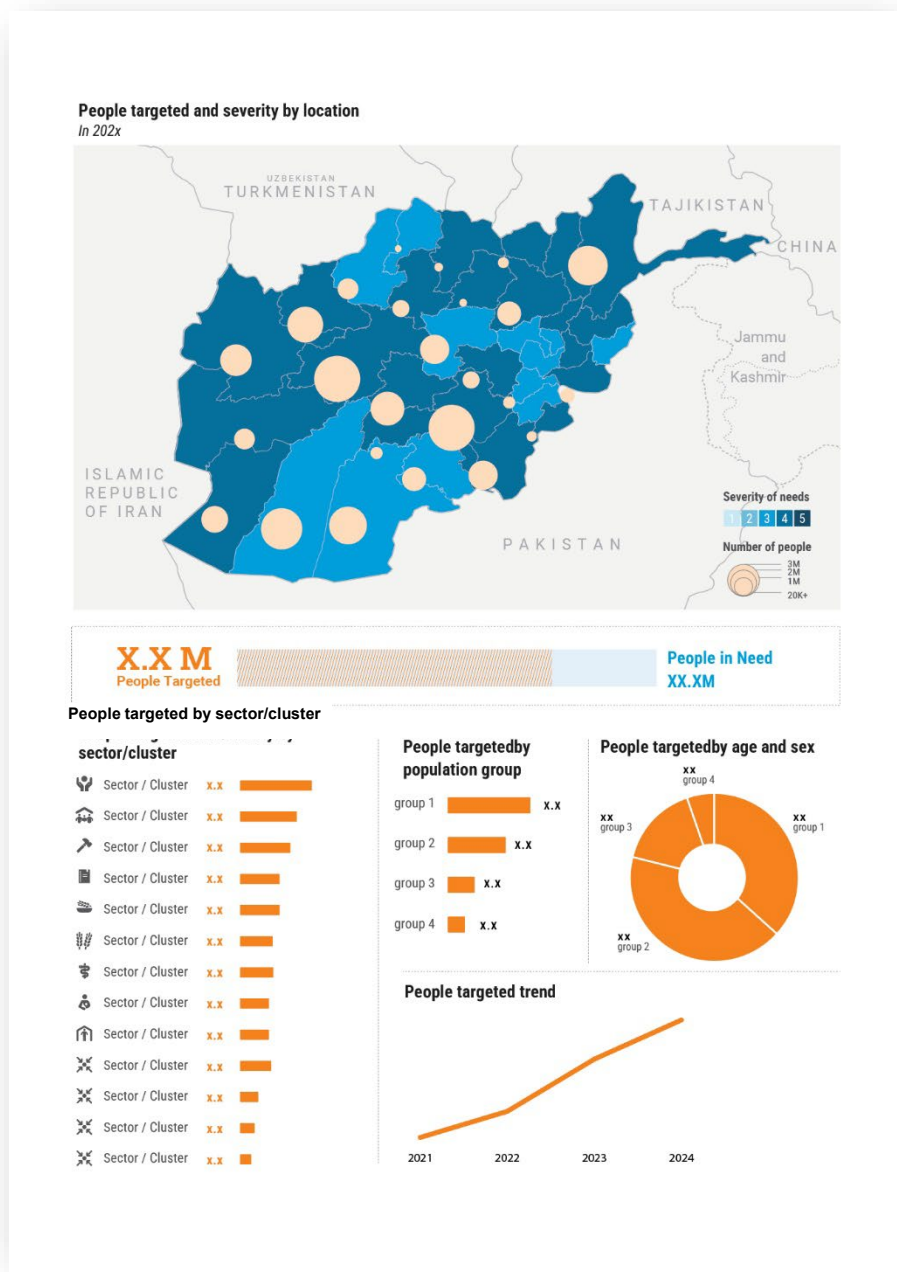 People targeted and severity by location
In 202x
UZBEKISTAN
TURKMENISTAN
TAJIKISTAN
CHINA
Jammu
and
Kashmir
ISLAMIC
REPUBLIC
OF IRAN
PAKISTAN
Severity of needs
1 2 3 4 5
Number of people
3M
2M
1M
20K+
X.X M
People Targeted
People in Need
XX.XM
People targeted by sector/cluster
sector/cluster
Sector / Cluster x.x
Sector / Cluster x.x
Sector / Cluster x.x
Sector / Cluster x.x
Sector / Cluster x.x
Sector / Cluster x.x
Sector / Cluster x.x
Sector / Cluster x.x
Sector / Cluster x.x
Sector / Cluster x.x
Sector / Cluster x.x
Sector / Cluster x.x
Sector / Cluster x.x
People targetedby
population group
group 1 x.x
group 2 x.x
group 3 x.x
group 4 x.x
People targetedby age and sex
xx
group 4
xx
group 3
xx
group 1
xx
group 2
People targeted trend
2021 2022 2023 2024